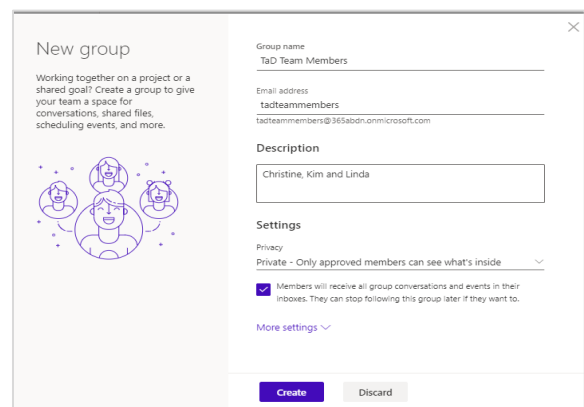 New group
Working together on a project or a
shared goal? Create a group to give
your team a space for
conversations, shared files,
scheduling events, and more.
Group name
TaD Team Members
Email address
tadteammembers
tadteammembers@365abdn.onmicrosoft.com
Description
Christine, Kim and Linda
Settings
Privacy
Private - Only approved members can see what's inside
Members will receive all group conversations and events in their
inboxes. They can stop following this group later if they want to.
More settings
Create
Discard